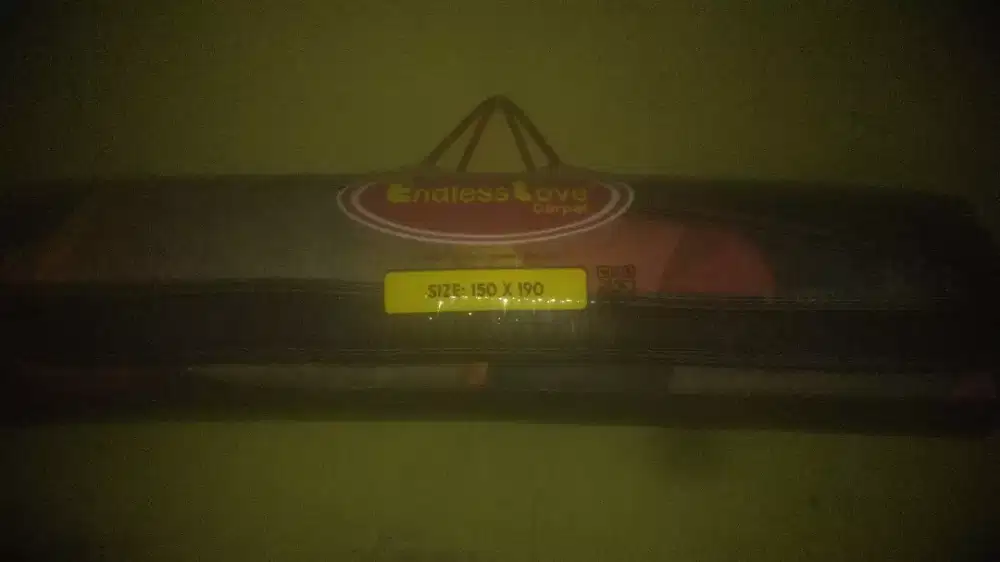 Endless Love
Carpet
SIZE: 150 X 190